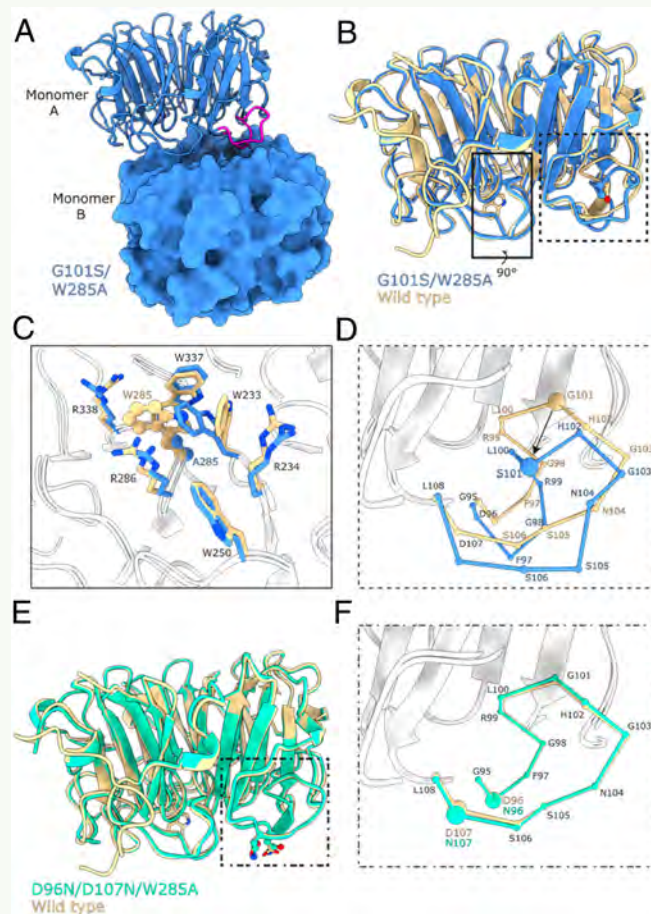 A
Monomer
A
Monomer
B
G101S/
W285A
B
90°
G101S/W285A
Wild type
C
W337
W285
R338
W233
A285
R286
R234
W250
D
G101
L100
H102
H102
R99
L100
G98
G103
S101
R99
G103
L108
G95
F97
N104
D96
G98
N104
S106
S105
D107
F97
S106
S105
E
D96N/D107N/W285A
Wild type
F
G101
L100
H102
R99
G103
G98
G95
F97
L108
N104
D96
N96
S105
D107
N107
S106